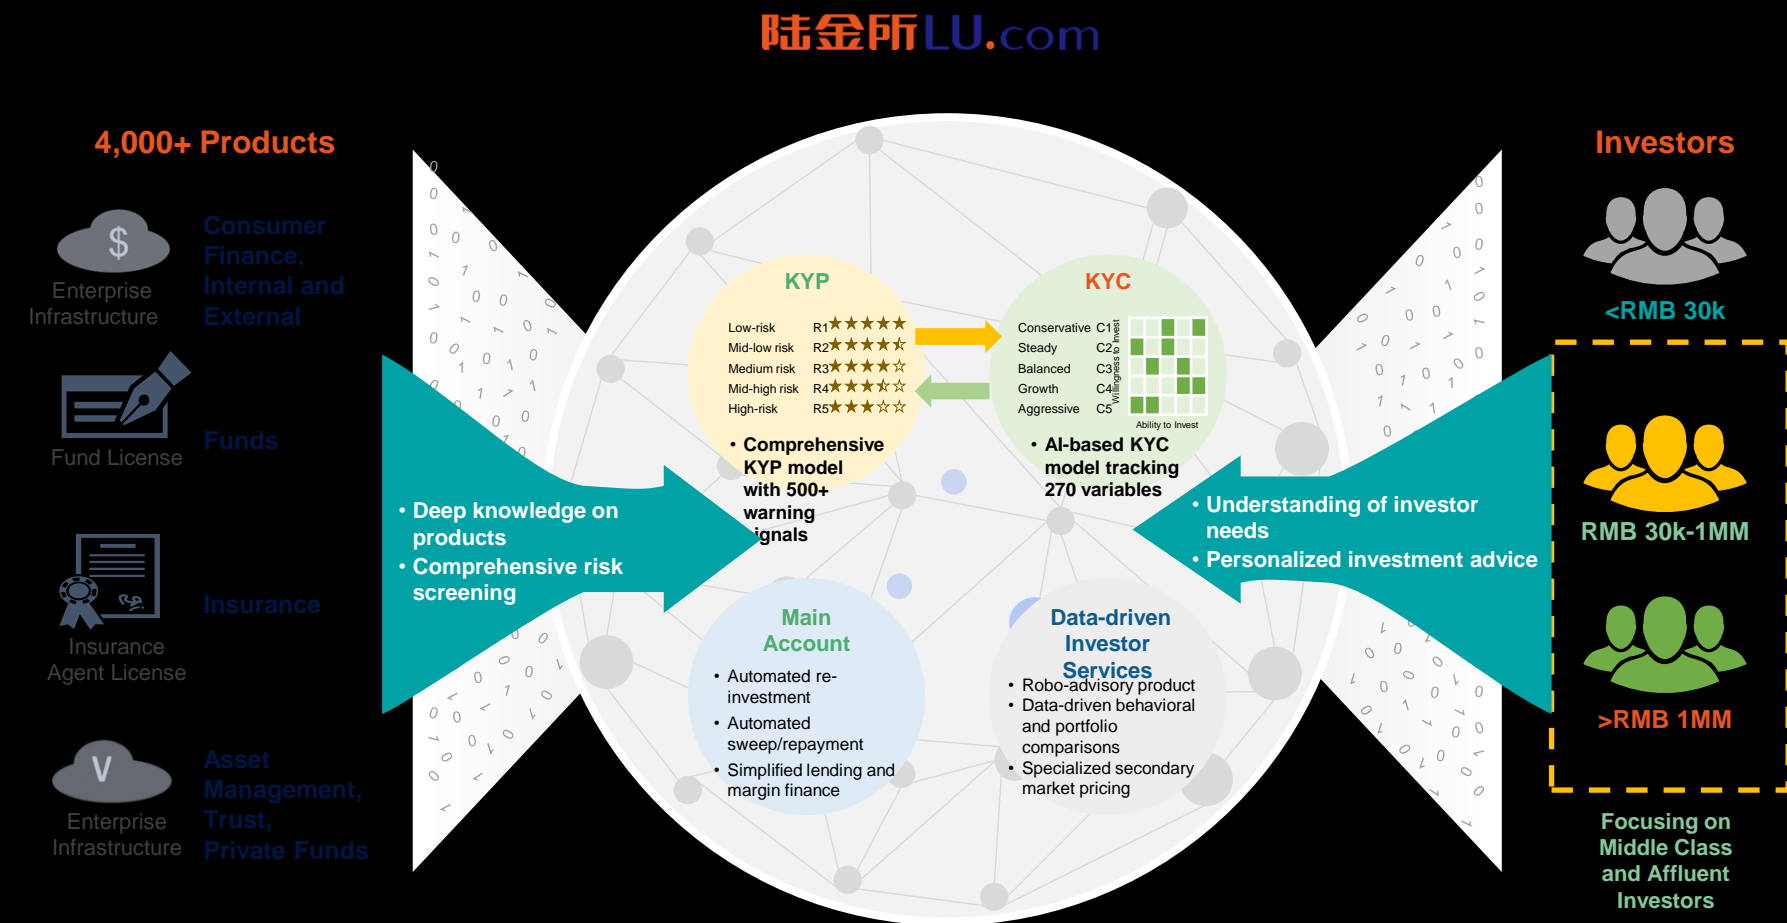 陆金所LU.com
4,000+ Products
$
Enterprise
Infrastructure
Consumer
Finance,
Internal and
External
Fund License
Funds
Insurance
Agent License
Insurance
V
Enterprise
Infrastructure
Asset
Management,
Trust,
Private Funds
• Deep knowledge on
products
• Comprehensive risk
screening
KYP
Low-risk R1★★★★★
Mid-low risk R2★★★★⯪
Medium risk R3★★★★☆
Mid-high risk R4★★★⯪☆
High-risk R5★★★☆☆
• Comprehensive
KYP model
with 500+
warning
ignals
KYC
Conservative C1
Steady C2
Balanced C3
Growth C4
Aggressive C5
Willingness to Invest
Ability to Invest
• AI-based KYC
model tracking
270 variables
Main
Account
• Automated re-
investment
• Automated
sweep/repayment
• Simplified lending and
margin finance
Data-driven
Investor
Services
• Robo-advisory product
• Data-driven behavioral
and portfolio
comparisons
• Specialized secondary
market pricing
• Understanding of investor
needs
• Personalized investment advice
Investors
<RMB 30k
RMB 30k-1MM
>RMB 1MM
Focusing on
Middle Class
and Affluent
Investors